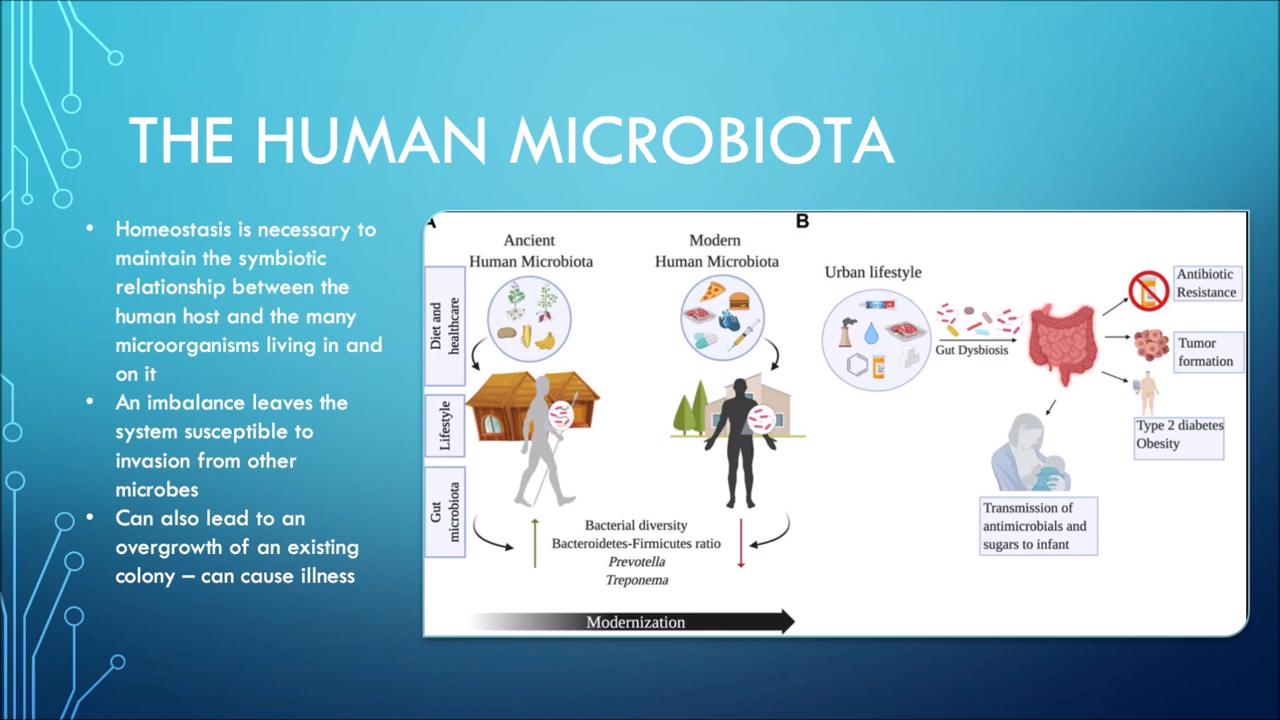 THE HUMAN MICROBIOTA
• Homeostasis is necessary to
maintain the symbiotic
relationship between the
human host and the many
microorganisms living in and
on it
• An imbalance leaves the
system susceptible to
invasion from other
microbes
• Can also lead to an
overgrowth of an existing
colony – can cause illness
A
Ancient
Human Microbiota
Modern
Human Microbiota
Diet and
healthcare
Lifestyle
Gut
microbiota
Bacterial diversity
Bacteroidetes-Firmicutes ratio
Prevotella
Treponema
Modernization
B
Urban lifestyle
Gut Dysbiosis
Antibiotic
Resistance
Tumor
formation
Type 2 diabetes
Obesity
Transmission of
antimicrobials and
sugars to infant